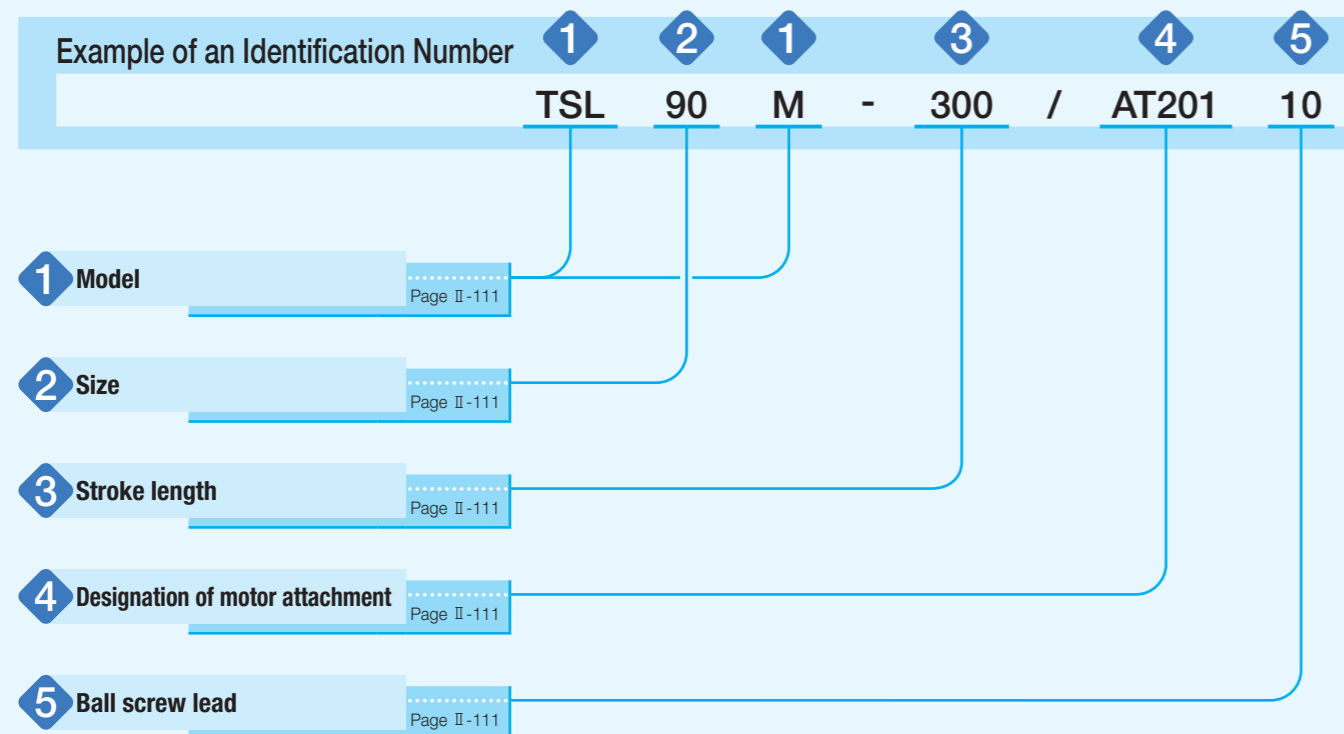 Example of an Identification Number 1 2 1 3 4 5
TSL 90 M - 300 / AT201 10
1 Model
Page Ⅱ-111
2 Size
Page Ⅱ-111
3 Stroke length
Page Ⅱ-111
4 Designation of motor attachment
Page Ⅱ-111
5 Ball screw lead
Page Ⅱ-111